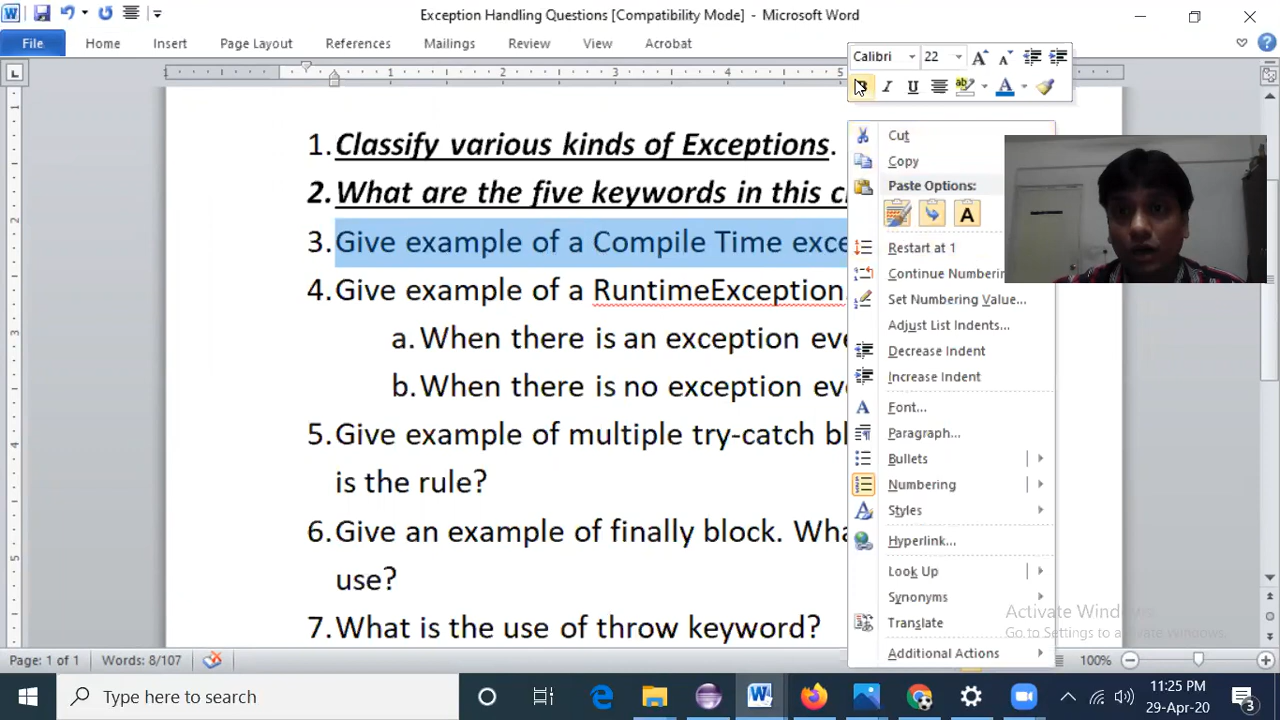 Exception Handling Questions [Compatibility Mode] - Microsoft Word
File Home Insert Page Layout References Mailings Review View Acrobat
Calibri 22
1. Classify various kinds of Exceptions.
2. What are the five keywords in this c
3. Give example of a Compile Time exce
4. Give example of a RuntimeException.
a. When there is an exception eve
b. When there is no exception eve
5. Give example of multiple try-catch bl
is the rule?
6. Give an example of finally block. Wha
use?
7. What is the use of throw keyword?
Cut
Copy
Paste Options:
Restart at 1
Continue Numberin
Set Numbering Value...
Adjust List Indents...
Decrease Indent
Increase Indent
Font...
Paragraph...
Bullets
Numbering
Styles
Hyperlink...
Look Up
Synonyms
Translate
Additional Actions
Activate Windows
Go to Settings to activate Windows.
Page: 1 of 1 Words: 8/107 100%
Type here to search
11:25 PM
29-Apr-20
3